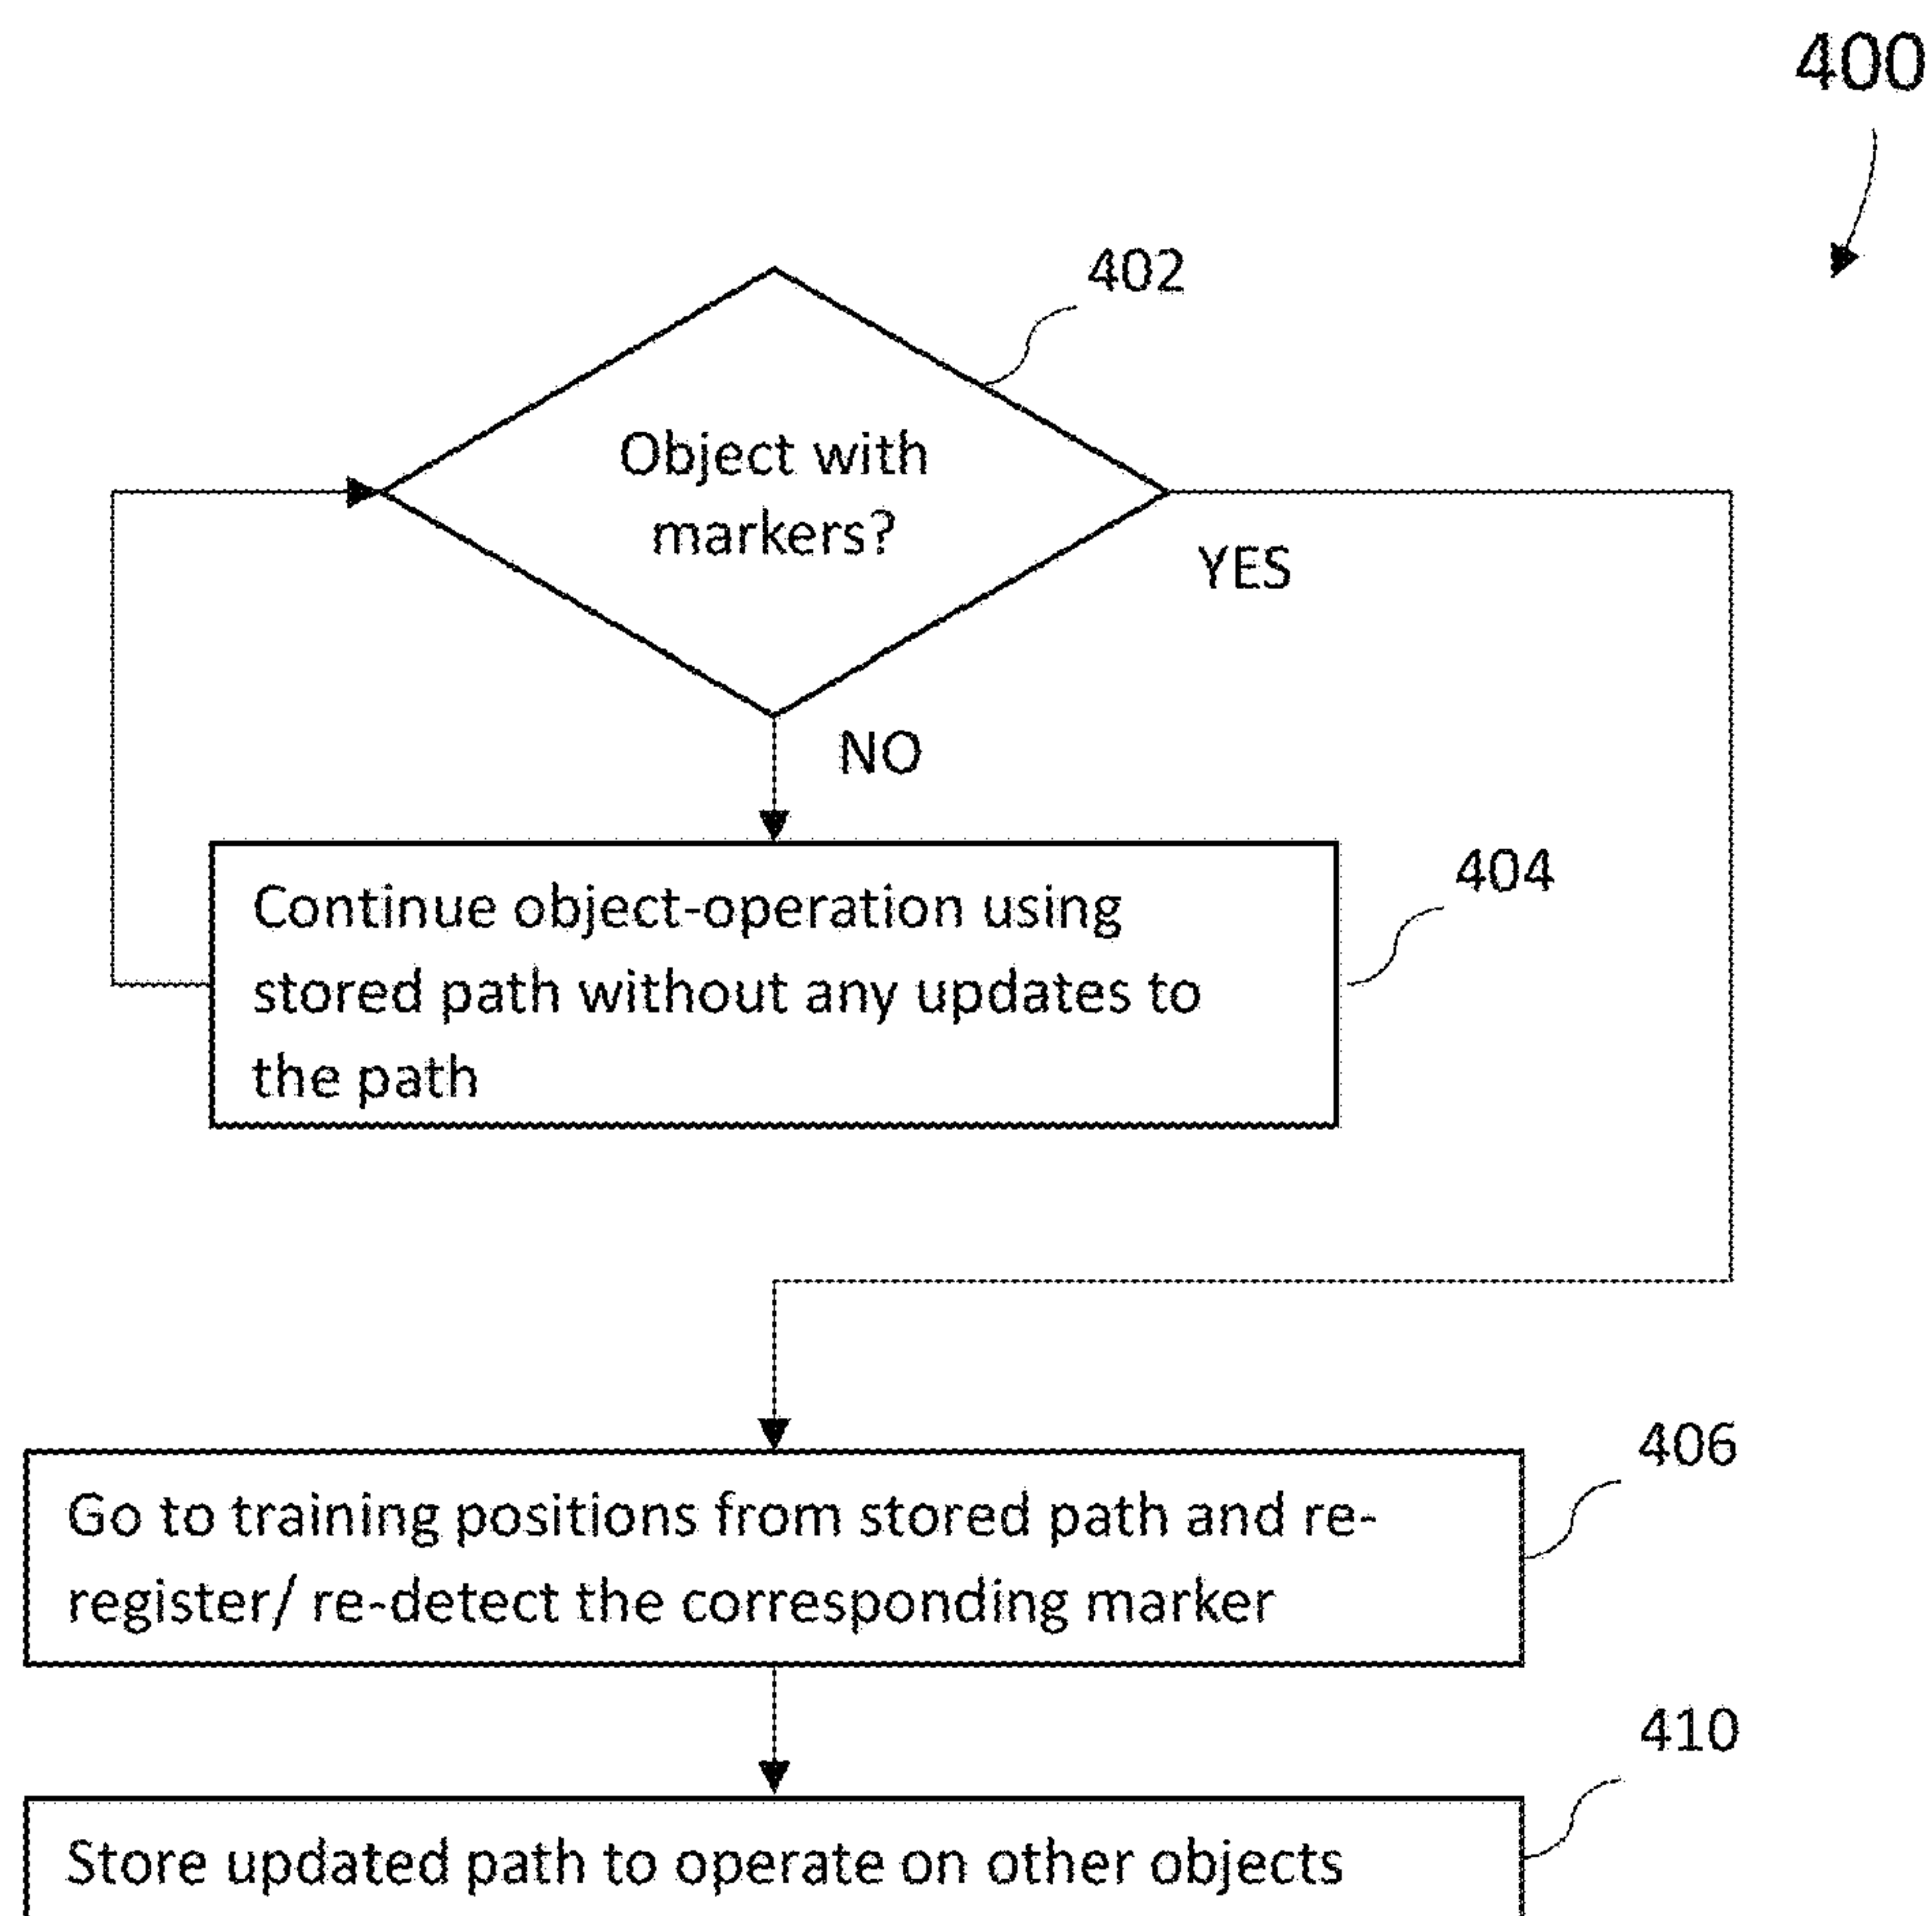 400
402
Object with
markers?
YES
NO
404
Continue object-operation using
stored path without any updates to
the path
406
Go to training positions from stored path and re-
register/ re-detect the corresponding marker
410
Store updated path to operate on other objects